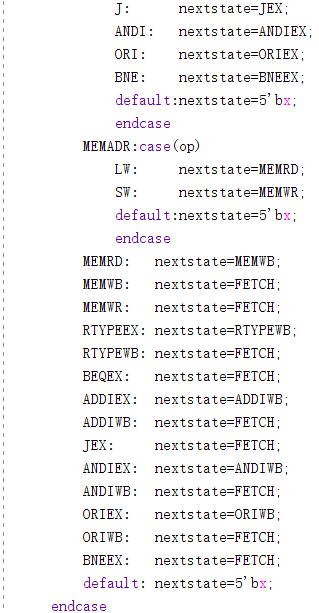 J:      nextstate=JEX;
ANDI:   nextstate=ANDIEX;
ORI:    nextstate=ORIEX;
BNE:    nextstate=BNEEX;
default:nextstate=5'bx;
endcase
MEMADR:case(op)
LW:     nextstate=MEMRD;
SW:     nextstate=MEMWR;
default:nextstate=5'bx;
endcase
MEMRD:   nextstate=MEMWB;
MEMWB:   nextstate=FETCH;
MEMWR:   nextstate=FETCH;
RTYPEEX: nextstate=RTYPEWB;
RTYPEWB: nextstate=FETCH;
BEQEX:   nextstate=FETCH;
ADDIEX:  nextstate=ADDIWB;
ADDIWB:  nextstate=FETCH;
JEX:     nextstate=FETCH;
ANDIEX:  nextstate=ANDIWB;
ANDIWB:  nextstate=FETCH;
ORIEX:   nextstate=ORIWB;
ORIWB:   nextstate=FETCH;
BNEEX:   nextstate=FETCH;
default: nextstate=5'bx;
endcase